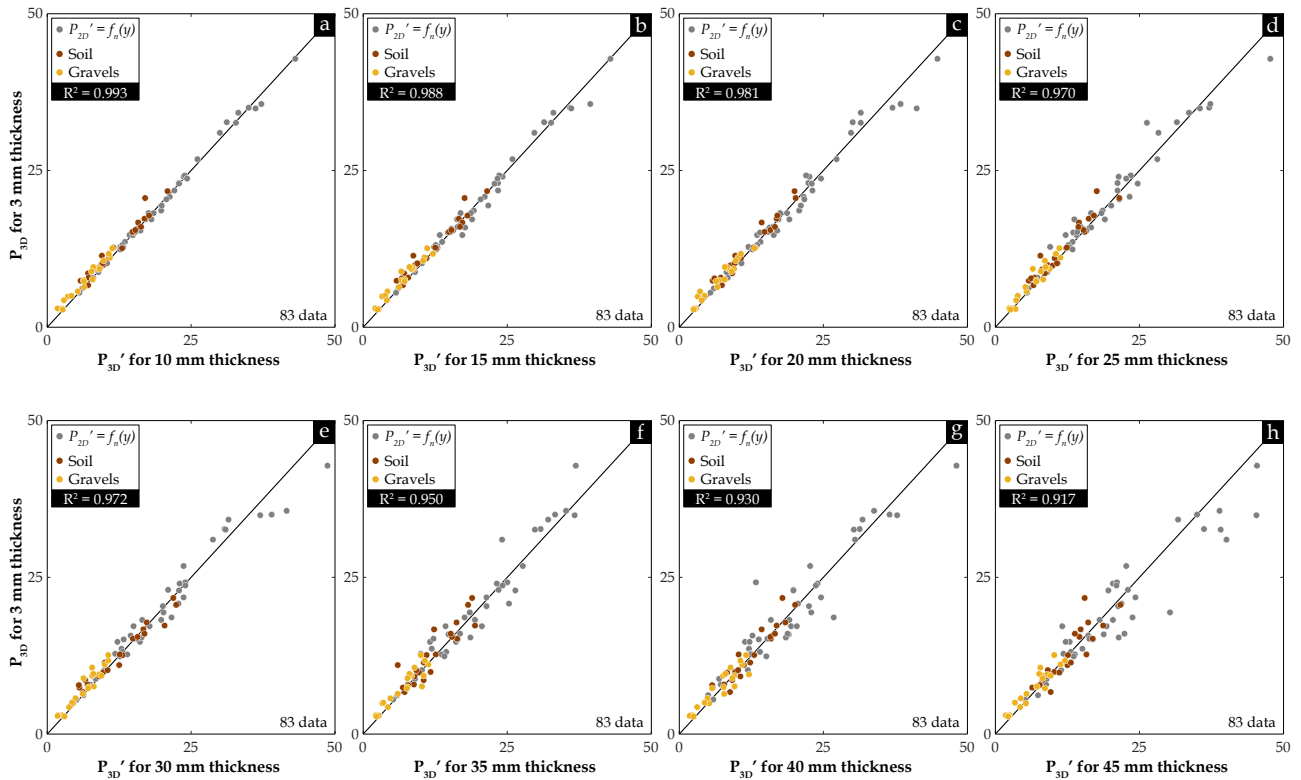 a
50
P2D′ = fn(y)
Soil
Gravels
R² = 0.993
25
83 data
0
0
25
50
P3D for 3 mm thickness
P3D′ for 10 mm thickness
b
50
P2D′ = fn(y)
Soil
Gravels
R² = 0.988
25
83 data
0
0
25
50
P3D′ for 15 mm thickness
c
50
P2D′ = fn(y)
Soil
Gravels
R² = 0.981
25
83 data
0
0
25
50
P3D′ for 20 mm thickness
d
50
P2D′ = fn(y)
Soil
Gravels
R² = 0.970
25
83 data
0
0
25
50
P3D′ for 25 mm thickness
e
50
P2D′ = fn(y)
Soil
Gravels
R² = 0.972
25
83 data
0
0
25
50
P3D for 3 mm thickness
P3D′ for 30 mm thickness
f
50
P2D′ = fn(y)
Soil
Gravels
R² = 0.950
25
83 data
0
0
25
50
P3D′ for 35 mm thickness
g
50
P2D′ = fn(y)
Soil
Gravels
R² = 0.930
25
83 data
0
0
25
50
P3D′ for 40 mm thickness
h
50
P2D′ = fn(y)
Soil
Gravels
R² = 0.917
25
83 data
0
0
25
50
P3D′ for 45 mm thickness